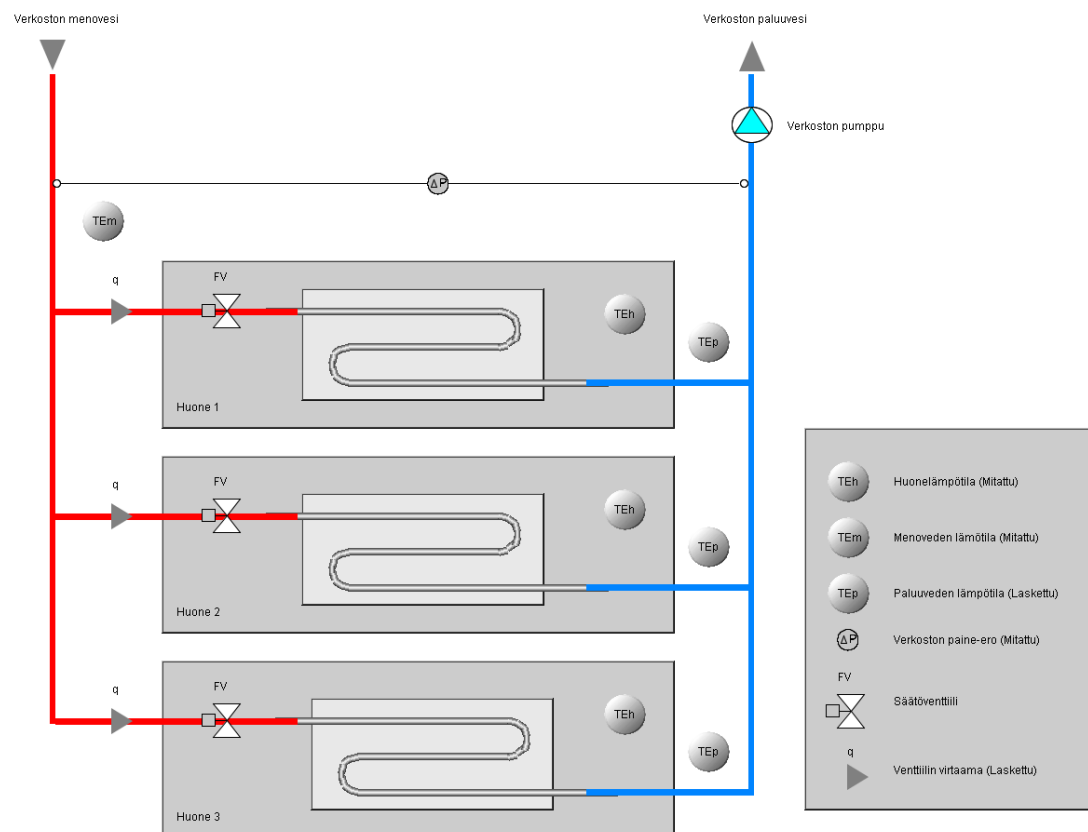 Verkoston menovesi
Verkoston paluuvesi
Verkoston pumppu
ΔP
TEm
q
FV
TEh
TEp
Huone 1
q
FV
TEh
TEp
Huone 2
q
FV
TEh
TEp
Huone 3
TEh Huonelämpötila (Mitattu)
TEm Menoveden lämötila (Mitattu)
TEp Paluuveden lämpötila (Laskettu)
ΔP Verkoston paine-ero (Mitattu)
FV
Säätöventtiili
q
Venttiilin virtaama (Laskettu)